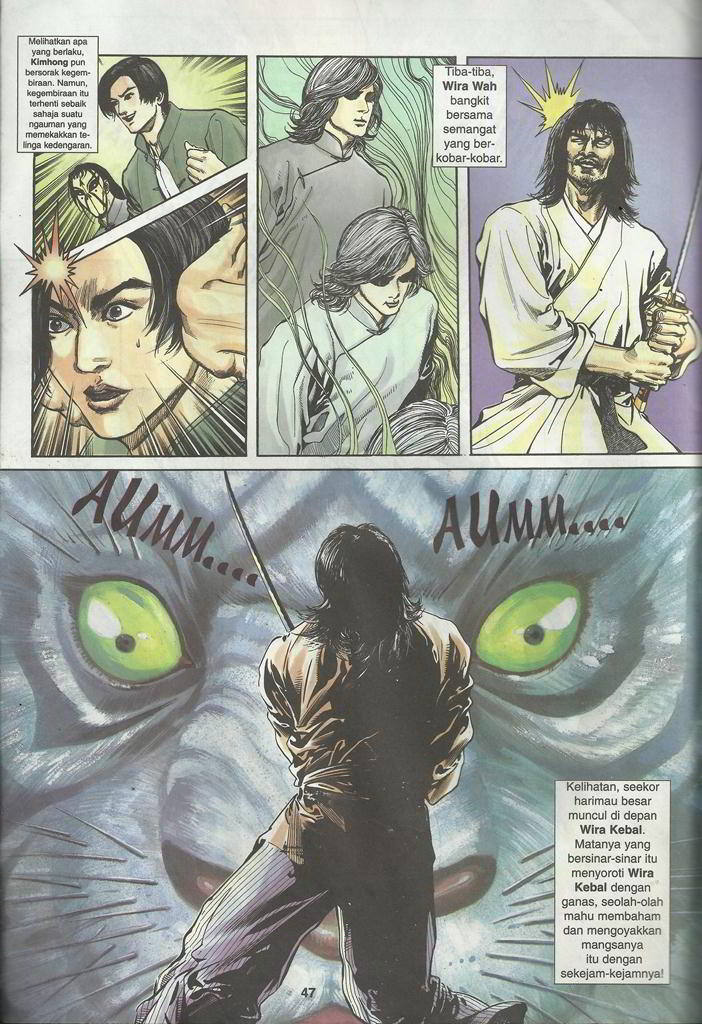 Melihatkan apa
yang berlaku,
Kimhong pun
bersorak kegem-
biraan. Namun,
kegembiraan itu
terhenti sebaik
sahaja suatu
ngauman yang
memekakkan te-
linga kedengaran.
Tiba-tiba,
Wira Wah
bangkit
bersama
semangat
yang ber-
kobar-kobar.
AUMM....
AUMM....
Kelihatan, seekor
harimau besar
muncul di depan
Wira Kebal.
Matanya yang
bersinar-sinar itu
menyoroti Wira
Kebal dengan
ganas, seolah-olah
mahu membaham
dan mengoyakkan
mangsanya
itu dengan
sekejam-kejamnya!
47